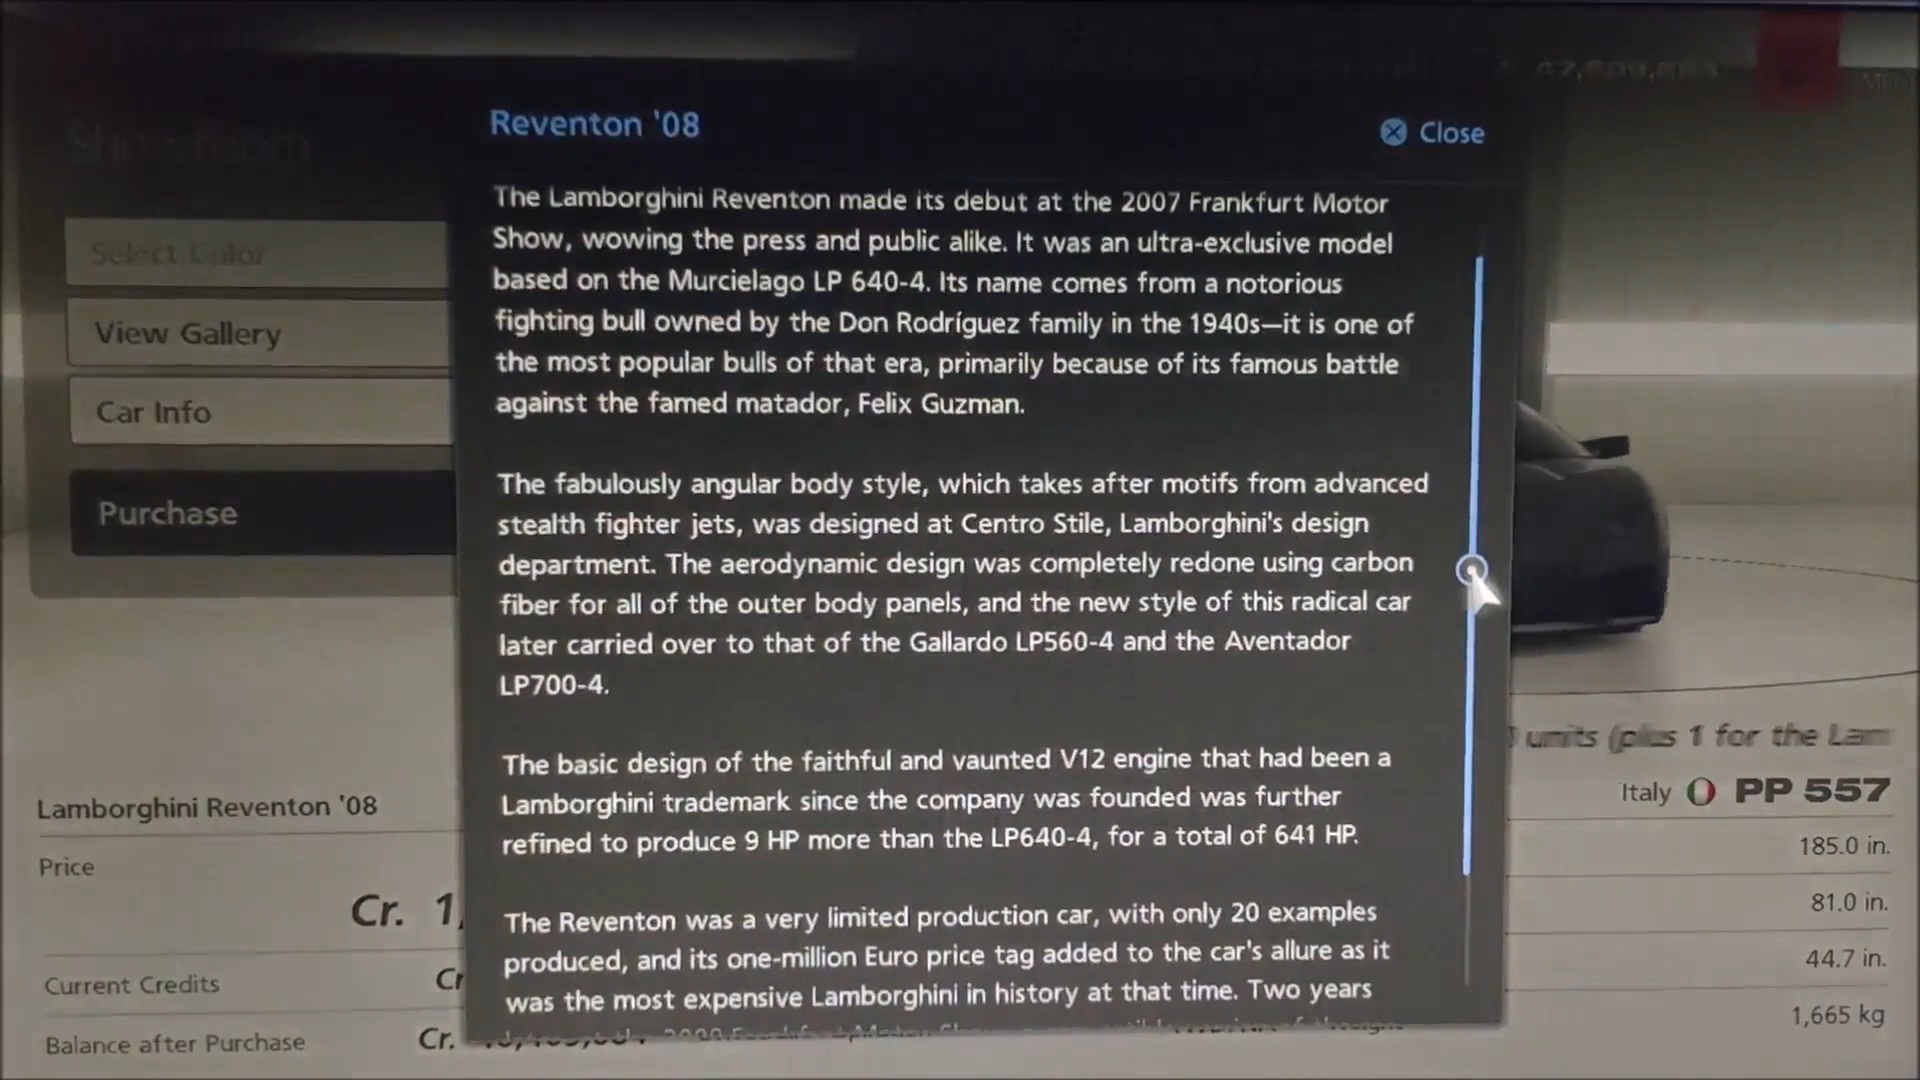 Reventon '08
Close
Showroom
Select Color
View Gallery
Car Info
Purchase
The Lamborghini Reventon made its debut at the 2007 Frankfurt Motor
Show, wowing the press and public alike. It was an ultra-exclusive model
based on the Murcielago LP 640-4. Its name comes from a notorious
fighting bull owned by the Don Rodríguez family in the 1940s—it is one of
the most popular bulls of that era, primarily because of its famous battle
against the famed matador, Felix Guzman.
The fabulously angular body style, which takes after motifs from advanced
stealth fighter jets, was designed at Centro Stile, Lamborghini's design
department. The aerodynamic design was completely redone using carbon
fiber for all of the outer body panels, and the new style of this radical car
later carried over to that of the Gallardo LP560-4 and the Aventador
LP700-4.
The basic design of the faithful and vaunted V12 engine that had been a
Lamborghini trademark since the company was founded was further
refined to produce 9 HP more than the LP640-4, for a total of 641 HP.
The Reventon was a very limited production car, with only 20 examples
produced, and its one-million Euro price tag added to the car's allure as it
was the most expensive Lamborghini in history at that time. Two years
Lamborghini Reventon '08
Price
Cr. 1,
Current Credits
Cr
Balance after Purchase
Cr.
units (plus 1 for the Lam
Italy PP 557
185.0 in.
81.0 in.
44.7 in.
1,665 kg